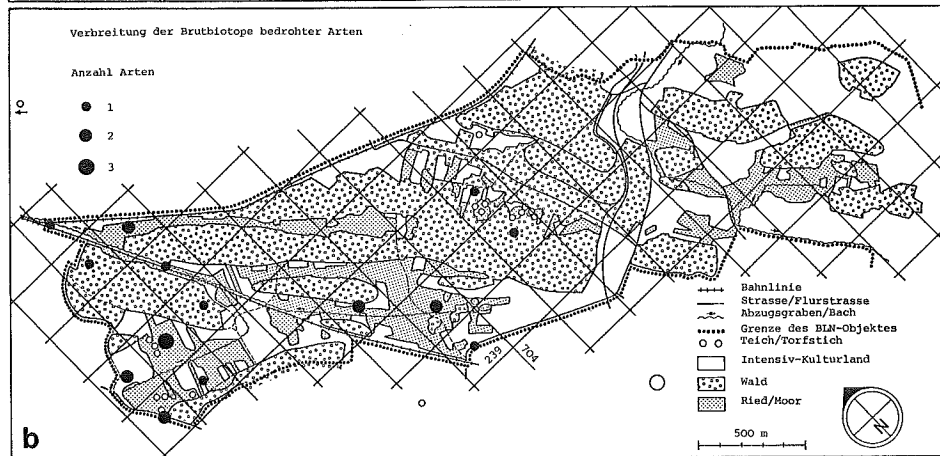 Verbreitung der Brutbiotope bedrohter Arten
Anzahl Arten
1
2
3
239
704
Bahnlinie
Strasse/Flurstrasse
Abzugsgraben/Bach
Grenze des BLN-Objektes
Teich/Torfstich
Intensiv-Kulturland
Wald
Ried/Moor
500 m
N
b